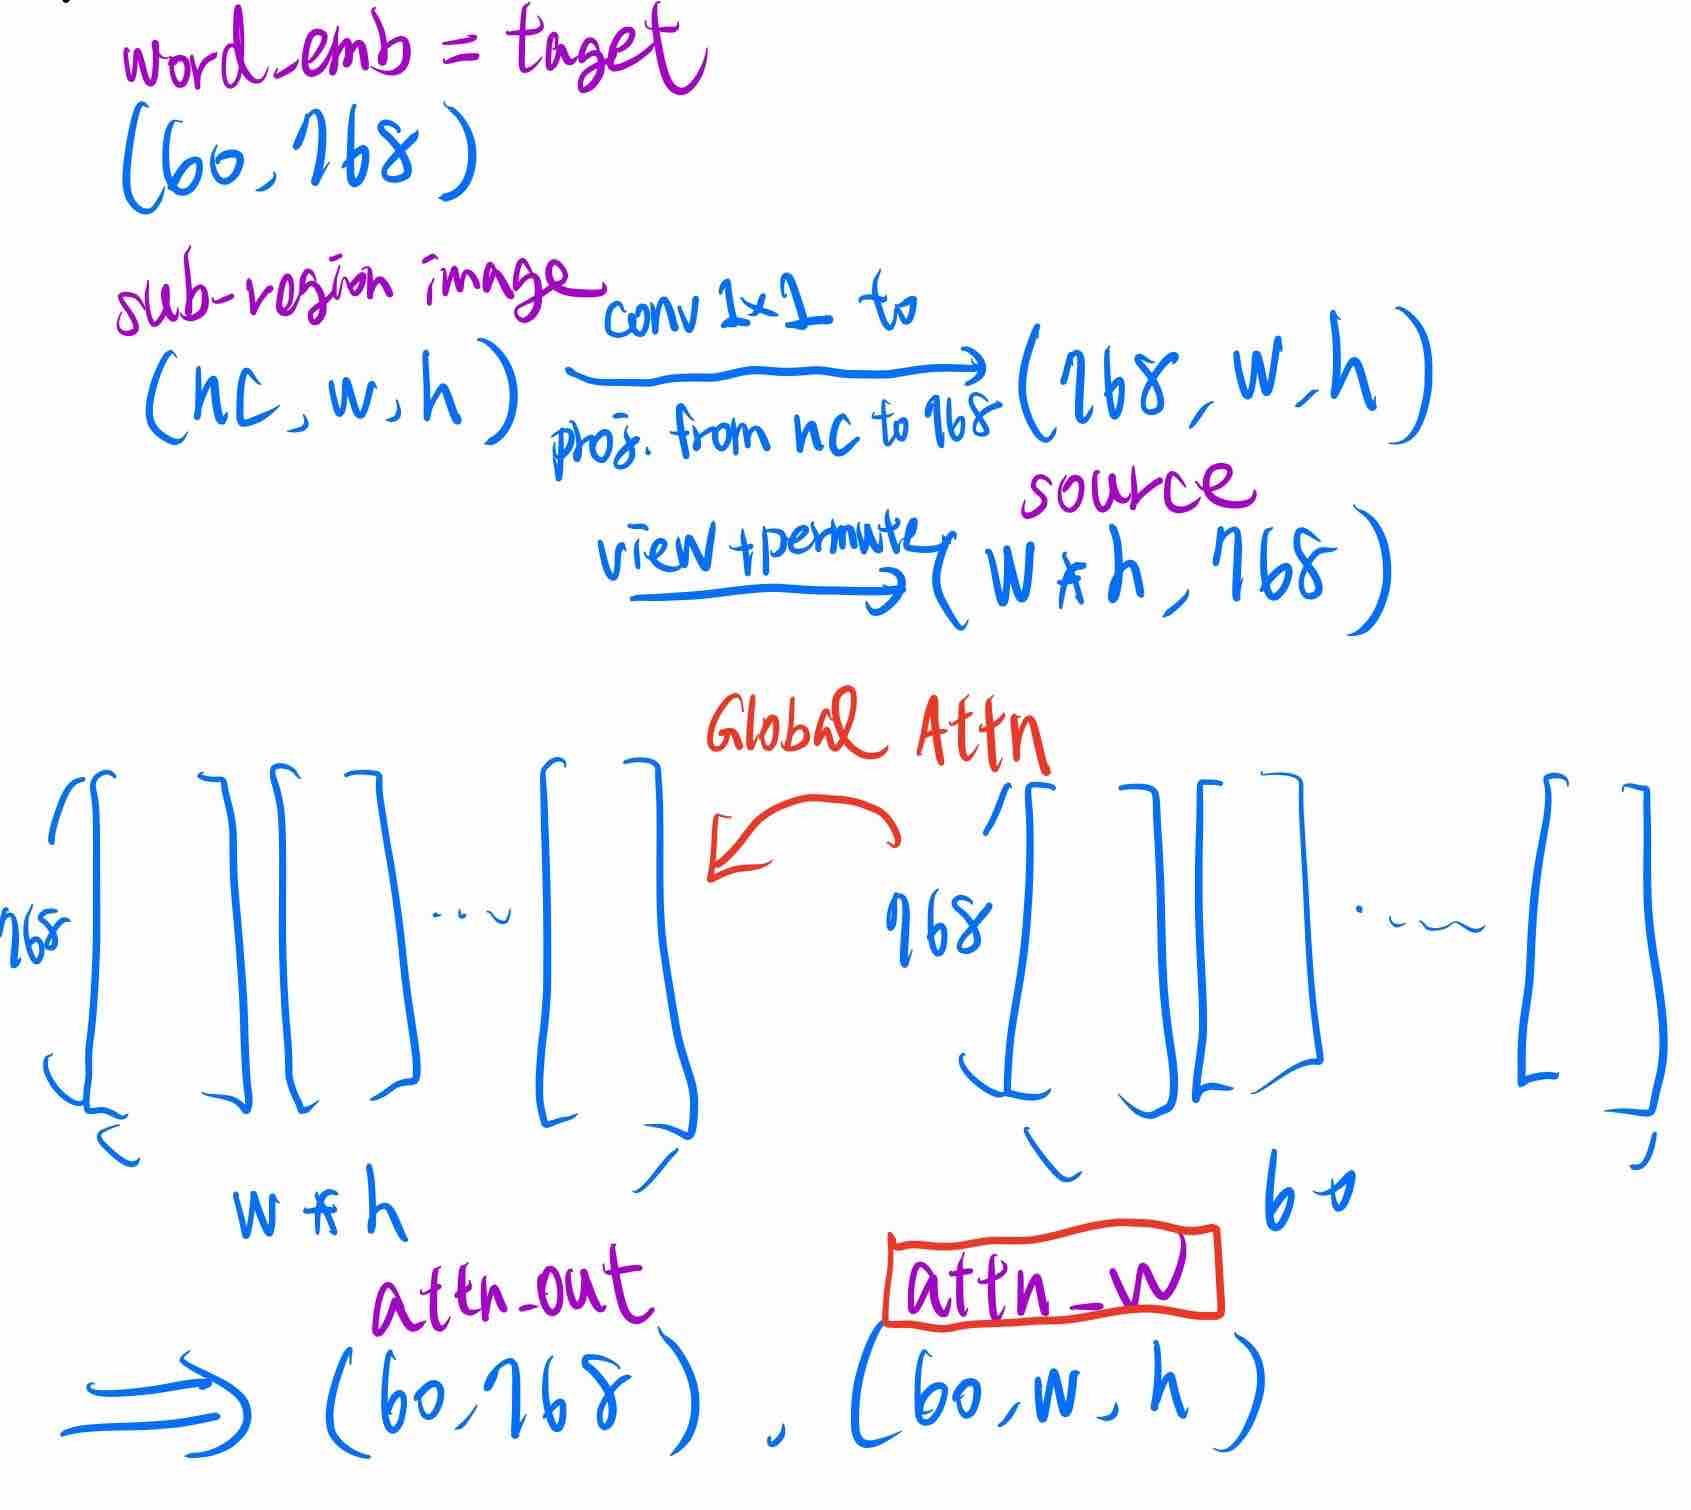 word_emb = taget
(60, 768)
sub-region image
conv 1×1 to
(nc, w, h)
(768, w, h)
proj. from nc to 768
source
view + permute
(w * h, 768)
Global Attn
768
...
768
...
w * h
60
attn_out
attn_w
⇒ (60, 768), (60, w, h)